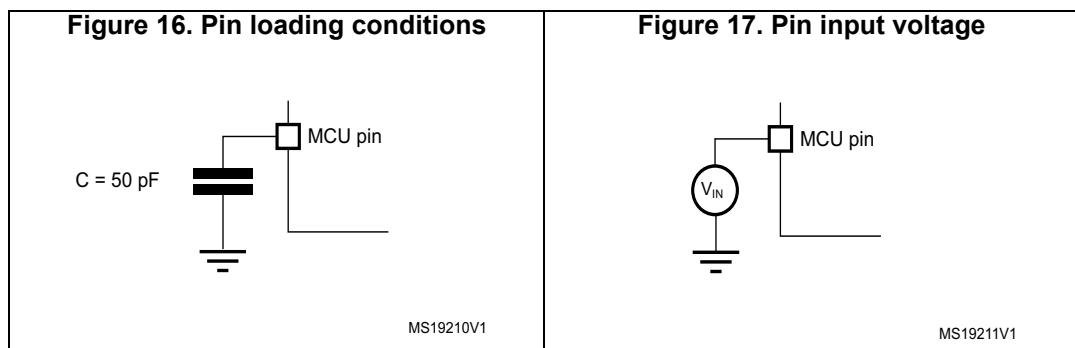 Figure 16. Pin loading conditions
MCU pin
C = 50 pF
MS19210V1
Figure 17. Pin input voltage
MCU pin
VIN
MS19211V1